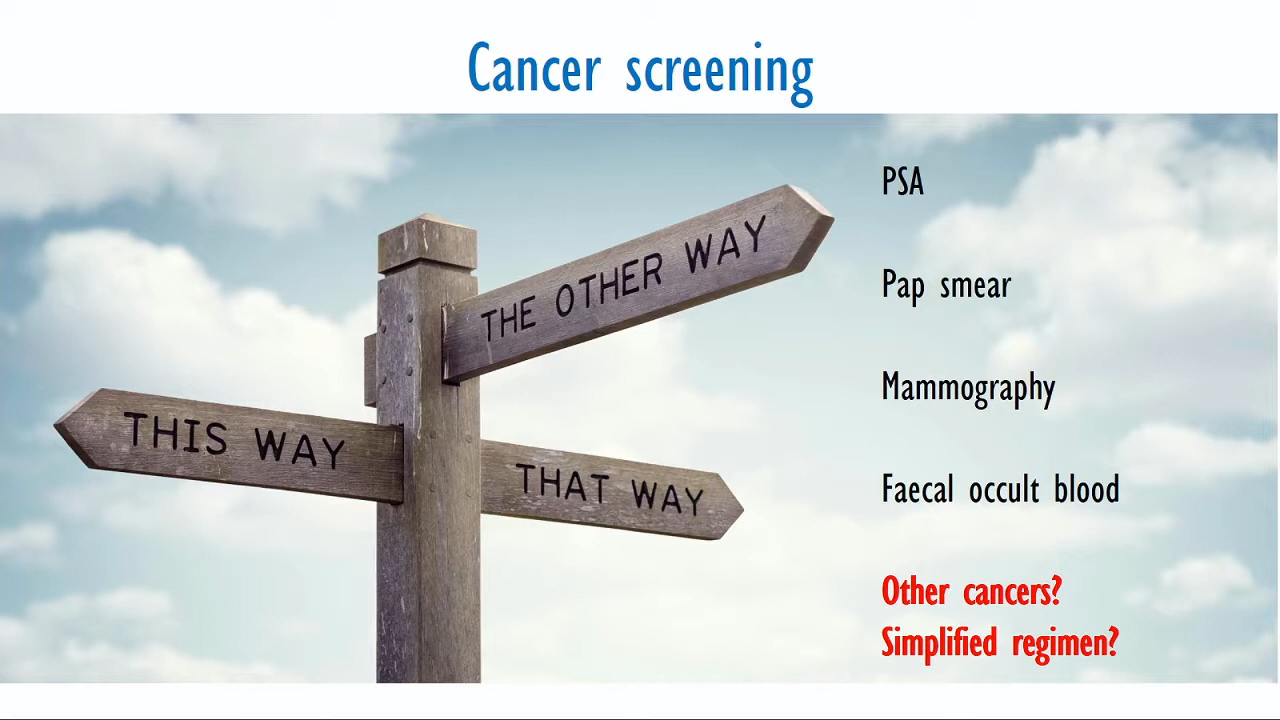 Cancer screening
THE OTHER WAY
THIS WAY
THAT WAY
PSA
Pap smear
Mammography
Faecal occult blood
Other cancers?
Simplified regimen?